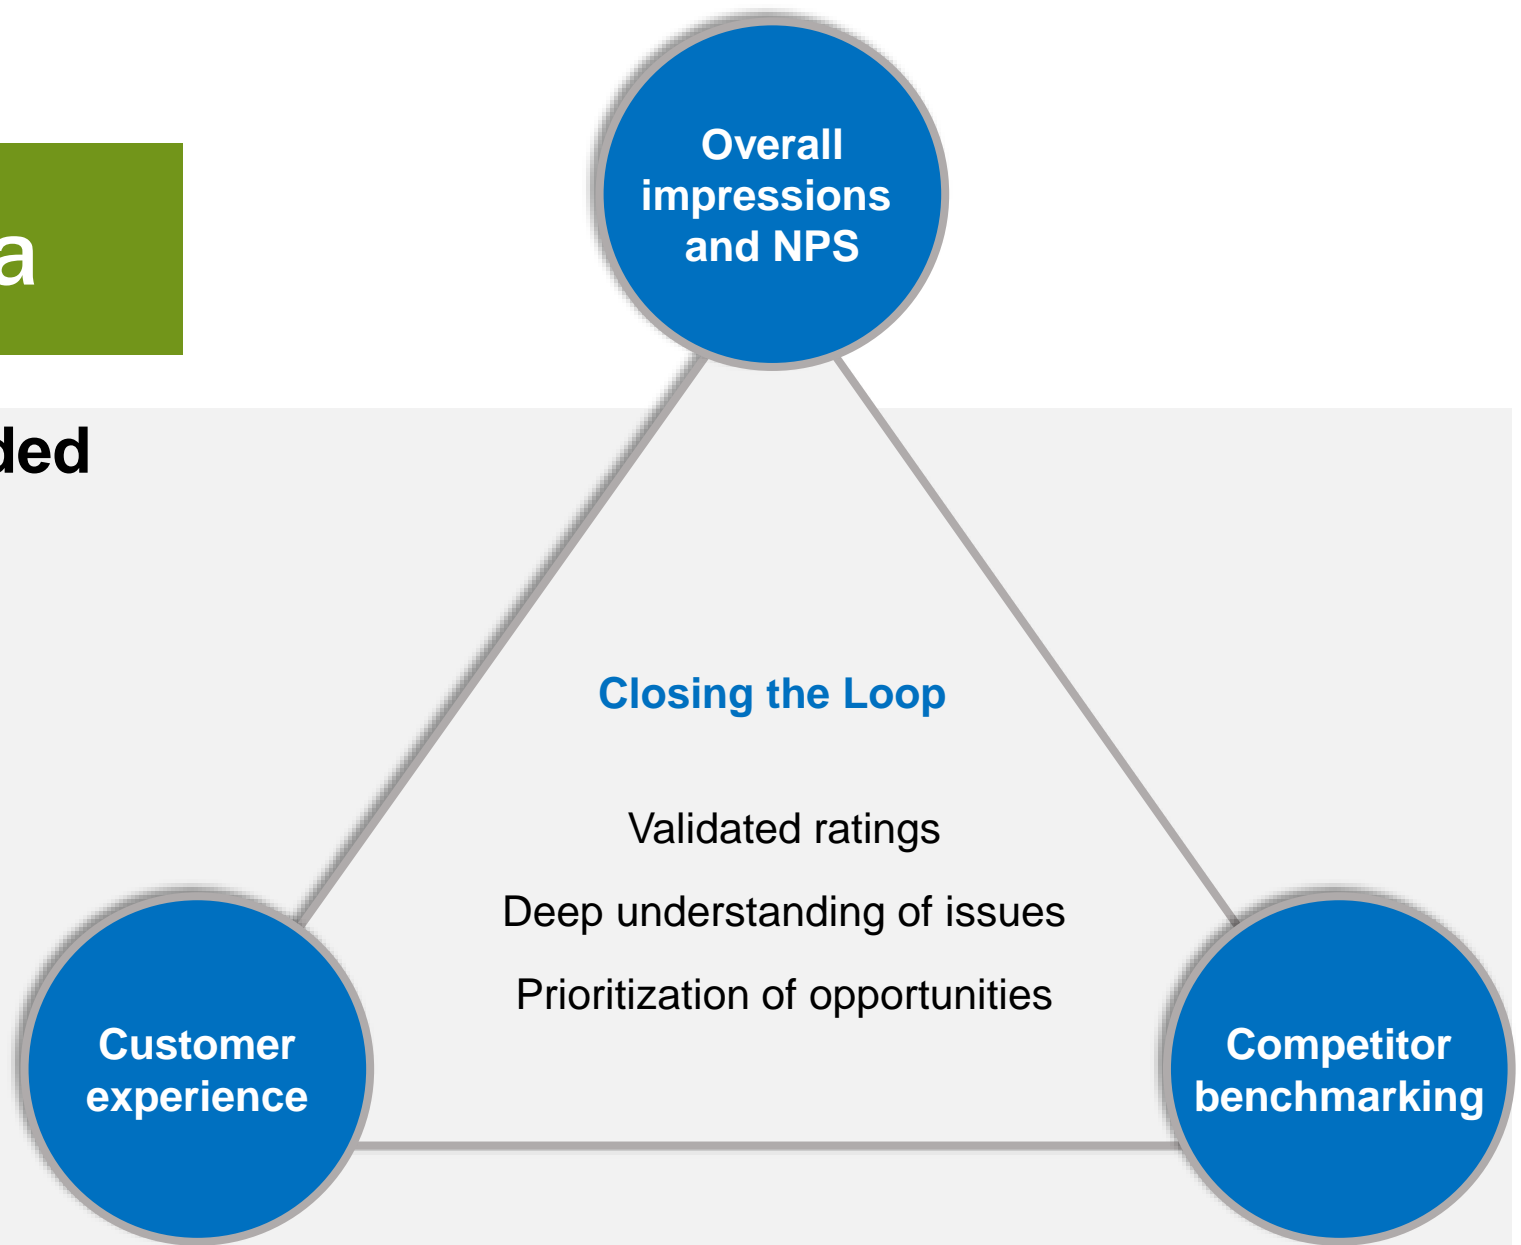 Overall
impressions
and NPS
a
ded
Closing the Loop
Validated ratings
Deep understanding of issues
Prioritization of opportunities
Customer
experience
Competitor
benchmarking